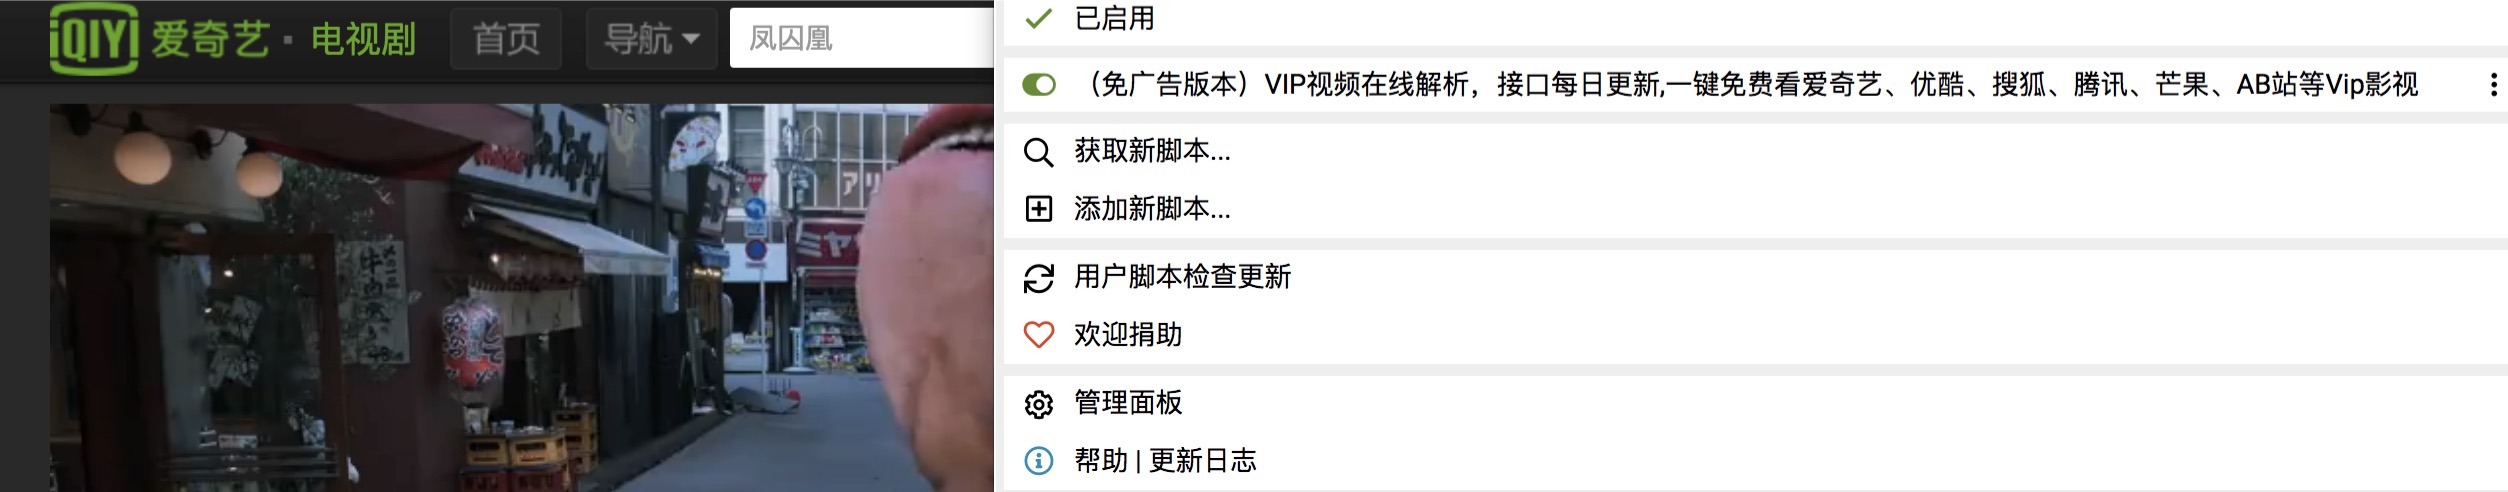 iQIYI 爱奇艺 · 电视剧 首页 导航 凤囚凰
アリ
ミヤ
已启用
（免广告版本）VIP视频在线解析，接口每日更新,一键免费看爱奇艺、优酷、搜狐、腾讯、芒果、AB站等Vip影视
获取新脚本...
添加新脚本...
用户脚本检查更新
欢迎捐助
管理面板
帮助 | 更新日志